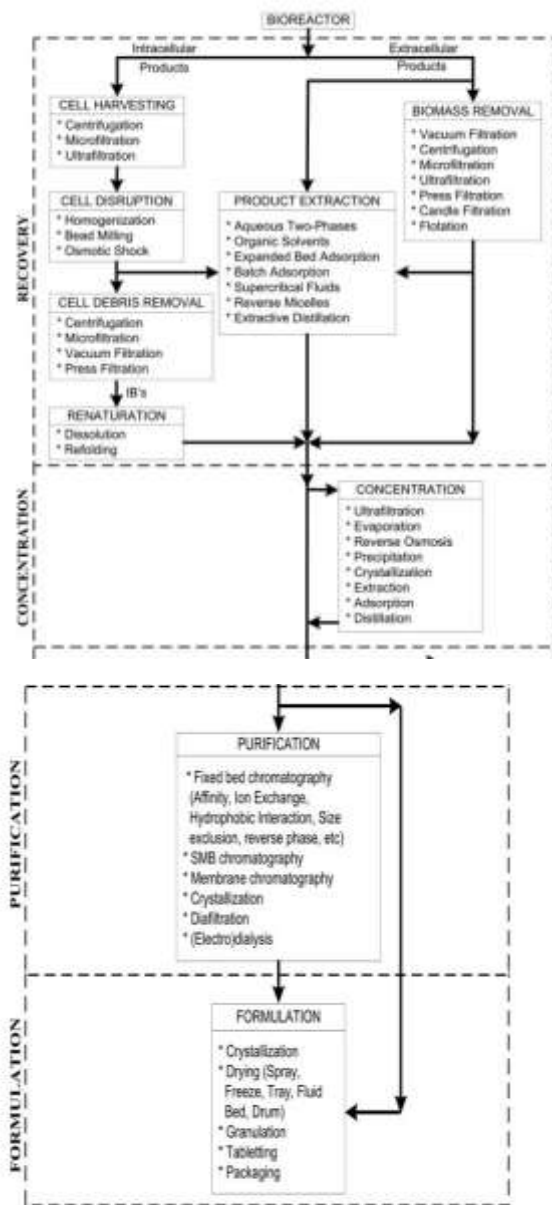 BIOREACTOR
Intracellular
Products
Extracellular
Products
CELL HARVESTING
* Centrifugation
* Microfiltration
* Ultrafiltration
BIOMASS REMOVAL
* Vacuum Filtration
* Centrifugation
* Microfiltration
* Ultrafiltration
* Press Filtration
* Candle Filtration
* Flotation
CELL DISRUPTION
* Homogenization
* Bead Milling
* Osmotic Shock
PRODUCT EXTRACTION
* Aqueous Two-Phases
* Organic Solvents
* Expanded Bed Adsorption
* Batch Adsorption
* Supercritical Fluids
* Reverse Micelles
* Extractive Distillation
RECOVERY
CELL DEBRIS REMOVAL
* Centrifugation
* Microfiltration
* Vacuum Filtration
* Press Filtration
IB's
RENATURATION
* Dissolution
* Refolding
CONCENTRATION
CONCENTRATION
* Ultrafiltration
* Evaporation
* Reverse Osmosis
* Precipitation
* Crystallization
* Extraction
* Adsorption
* Distillation
PURIFICATION
PURIFICATION
* Fixed bed chromatography
(Affinity, Ion Exchange,
Hydrophobic Interaction, Size
exclusion, reverse phase, etc)
* SMB chromatography
* Membrane chromatography
* Crystallization
* Diafiltration
* (Electro)dialysis
FORMULATION
FORMULATION
* Crystallization
* Drying (Spray,
Freeze, Tray, Fluid
Bed, Drum)
* Granulation
* Tabletting
* Packaging